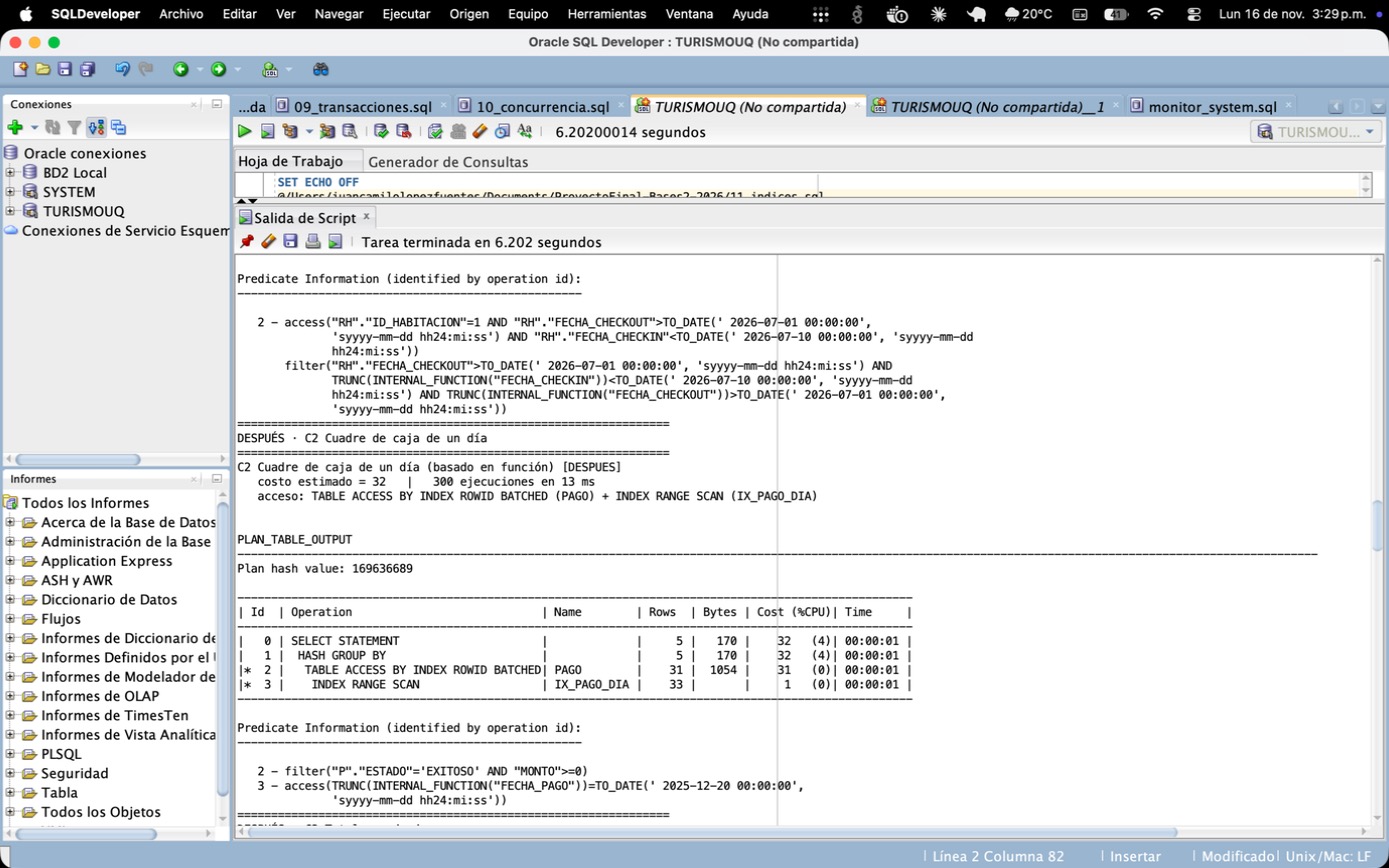 SQLDeveloper Archivo Editar Ver Navegar Ejecutar Origen Equipo Herramientas Ventana Ayuda 20°C 41 Lun 16 de nov. 3:29 p.m.
Oracle SQL Developer : TURISMOUQ (No compartida)
Conexiones
Oracle conexiones
BD2 Local
SYSTEM
TURISMOUQ
Conexiones de Servicio Esquem
Informes
Todos los Informes
Acerca de la Base de Datos
Administración de la Base
Application Express
ASH y AWR
Diccionario de Datos
Flujos
Informes de Diccionario de
Informes Definidos por el
Informes de Modelador de
Informes de OLAP
Informes de TimesTen
Informes de Vista Analítica
PLSQL
Seguridad
Tabla
Todos los Objetos
...da 09_transacciones.sql 10_concurrencia.sql TURISMOUQ (No compartida) TURISMOUQ (No compartida)__1 monitor_system.sql
6.20200014 segundos TURISMOU...
Hoja de Trabajo Generador de Consultas
SET ECHO OFF
@/Users/juancamilolopezfuentes/Documents/ProyectoFinal-Bases2-2026/11_indices.sql
Salida de Script
Tarea terminada en 6.202 segundos
Predicate Information (identified by operation id):
---------------------------------------------------
2 - access("RH"."ID_HABITACION"=1 AND "RH"."FECHA_CHECKOUT">TO_DATE(' 2026-07-01 00:00:00',
'syyyy-mm-dd hh24:mi:ss') AND "RH"."FECHA_CHECKIN"<TO_DATE(' 2026-07-10 00:00:00', 'syyyy-mm-dd
hh24:mi:ss'))
filter("RH"."FECHA_CHECKOUT">TO_DATE(' 2026-07-01 00:00:00', 'syyyy-mm-dd hh24:mi:ss') AND
TRUNC(INTERNAL_FUNCTION("FECHA_CHECKIN"))<TO_DATE(' 2026-07-10 00:00:00', 'syyyy-mm-dd
hh24:mi:ss') AND TRUNC(INTERNAL_FUNCTION("FECHA_CHECKOUT"))>TO_DATE(' 2026-07-01 00:00:00',
'syyyy-mm-dd hh24:mi:ss'))
================================================================
DESPUÉS · C2 Cuadre de caja de un día
================================================================
C2 Cuadre de caja de un día (basado en función) [DESPUES]
costo estimado = 32 | 300 ejecuciones en 13 ms
acceso: TABLE ACCESS BY INDEX ROWID BATCHED (PAGO) + INDEX RANGE SCAN (IX_PAGO_DIA)
PLAN_TABLE_OUTPUT
Plan hash value: 169636689
| Id | Operation | Name | Rows | Bytes | Cost (%CPU)| Time |
| 0 | SELECT STATEMENT | | 5 | 170 | 32 (4)| 00:00:01 |
| 1 | HASH GROUP BY | | 5 | 170 | 32 (4)| 00:00:01 |
|* 2 | TABLE ACCESS BY INDEX ROWID BATCHED| PAGO | 31 | 1054 | 31 (0)| 00:00:01 |
|* 3 | INDEX RANGE SCAN | IX_PAGO_DIA | 33 | | 1 (0)| 00:00:01 |
Predicate Information (identified by operation id):
---------------------------------------------------
2 - filter("P"."ESTADO"='EXITOSO' AND "MONTO">=0)
3 - access(TRUNC(INTERNAL_FUNCTION("FECHA_PAGO"))=TO_DATE(' 2025-12-20 00:00:00',
'syyyy-mm-dd hh24:mi:ss'))
================================================================
Línea 2 Columna 82 | Insertar | Modificado | Unix/Mac: LF